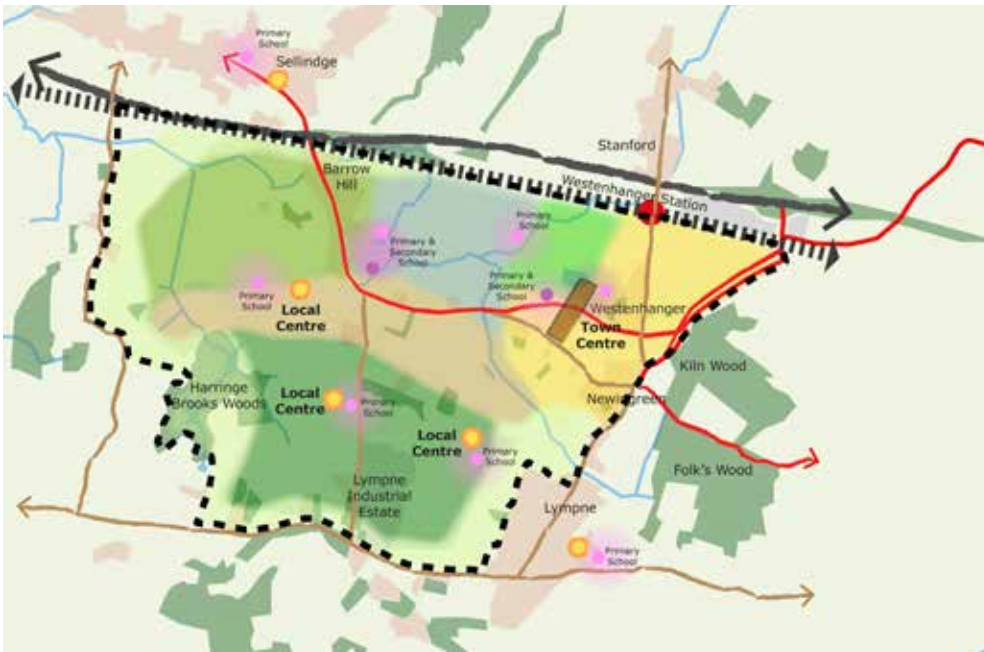 Primary
School
Sellindge
Stanford
Barrow
Hill
Westenhanger Station
Primary
School
Primary &
Secondary
School
Primary &
Secondary
School
Primary
School
Local
Centre
Westenhanger
Town
Centre
Kiln Wood
Harringe
Brooks Woods
Local
Centre
Primary
School
Newingreen
Local
Centre
Primary
School
Folk's Wood
Lympne
Industrial
Estate
Lympne
Primary
School